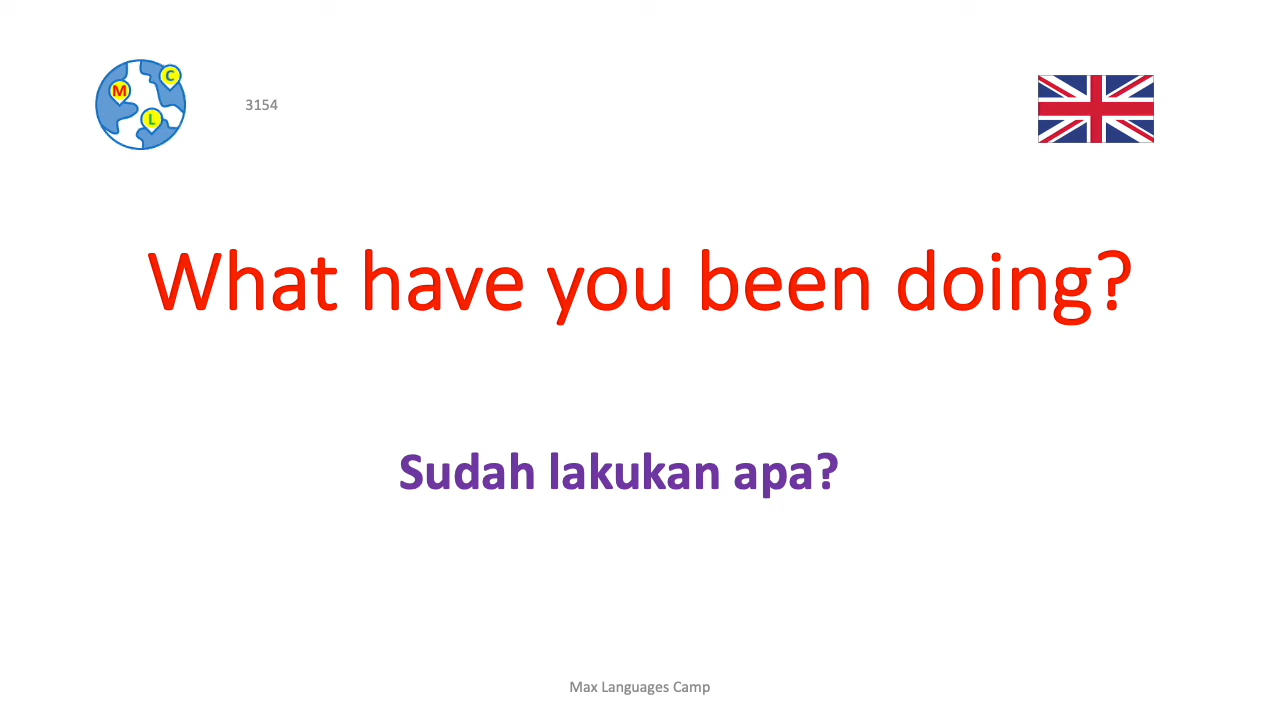 C
M
L
3154
What have you been doing?
Sudah lakukan apa?
Max Languages Camp